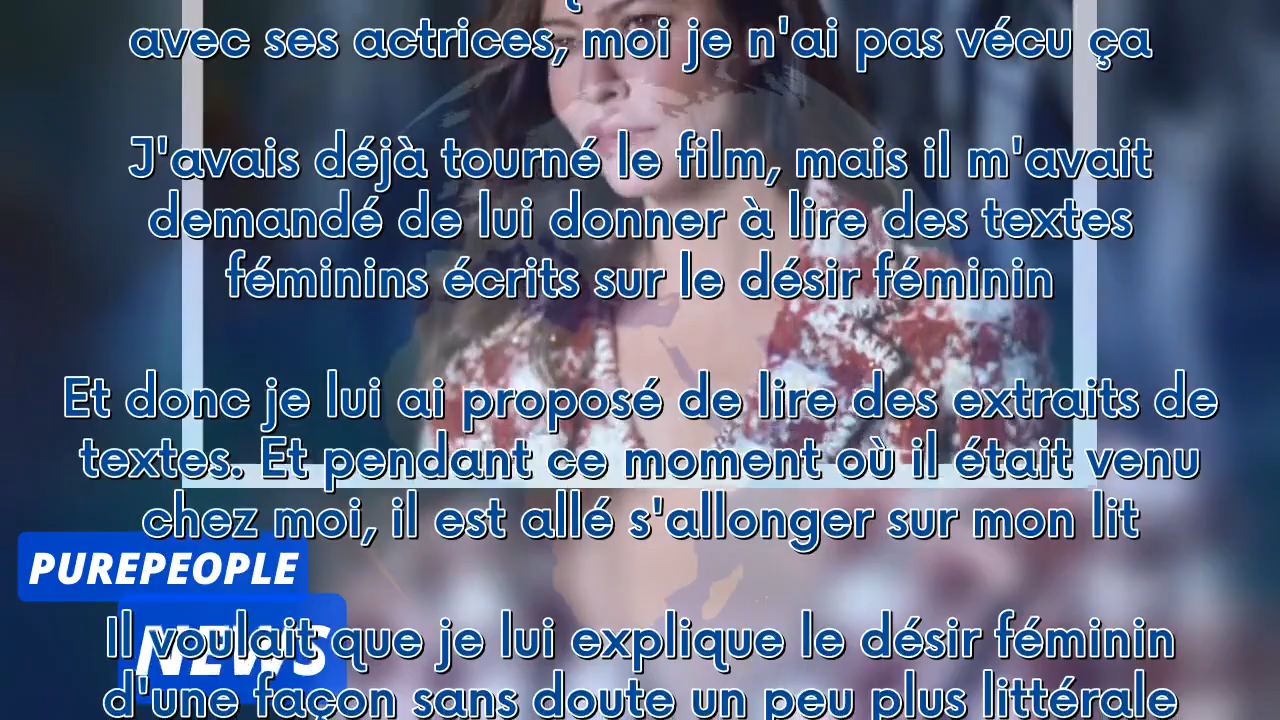 avec ses actrices, moi je n'ai pas vécu ça
J'avais déjà tourné le film, mais il m'avait
demandé de lui donner à lire des textes
féminins écrits sur le désir féminin
Et donc je lui ai proposé de lire des extraits de
textes. Et pendant ce moment où il était venu
chez moi, il est allé s'allonger sur mon lit
PUREPEOPLE
NEWS
Il voulait que je lui explique le désir féminin
d'une façon sans doute un peu plus littérale